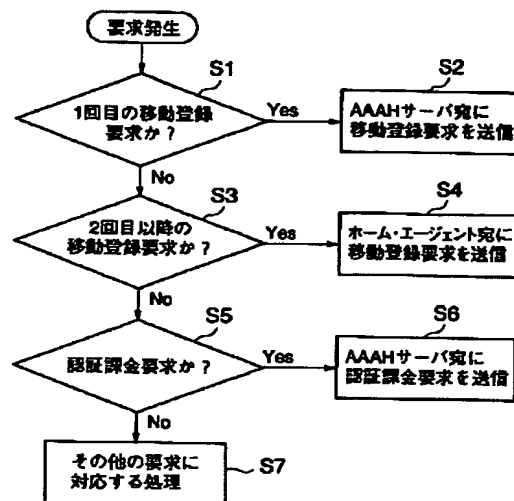 要求発生
S1
1回目の移動登録
要求か?
Yes
S2
AAAHサーバ宛に
移動登録要求を送信
No
S3
2回目以降の
移動登録要求か?
Yes
S4
ホーム・エージェント宛に
移動登録要求を送信
No
S5
認証課金要求か?
Yes
S6
AAAHサーバ宛に
認証課金要求を送信
No
S7
その他の要求に
対応する処理